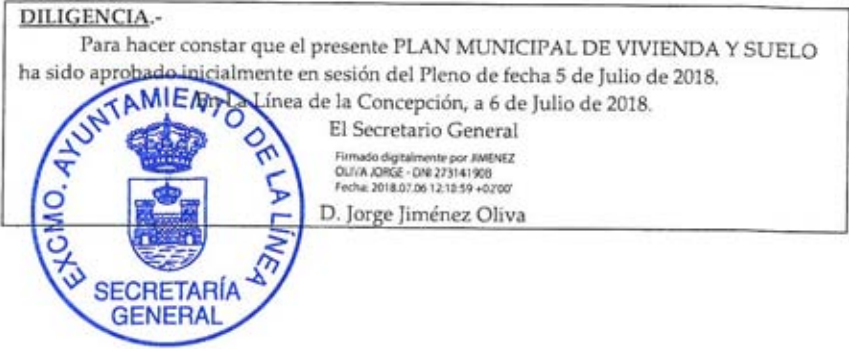 DILIGENCIA.-
Para hacer constar que el presente PLAN MUNICIPAL DE VIVIENDA Y SUELO
ha sido aprobado inicialmente en sesión del Pleno de fecha 5 de Julio de 2018.
En La Línea de la Concepción, a 6 de Julio de 2018.
El Secretario General
Firmado digitalmente por JIMENEZ
OLIVA JORGE - DNI 27314190B
Fecha: 2018.07.06 12:18:59 +02'00'
D. Jorge Jiménez Oliva
EXCMO. AYUNTAMIENTO DE LA LÍNEA
SECRETARÍA
GENERAL